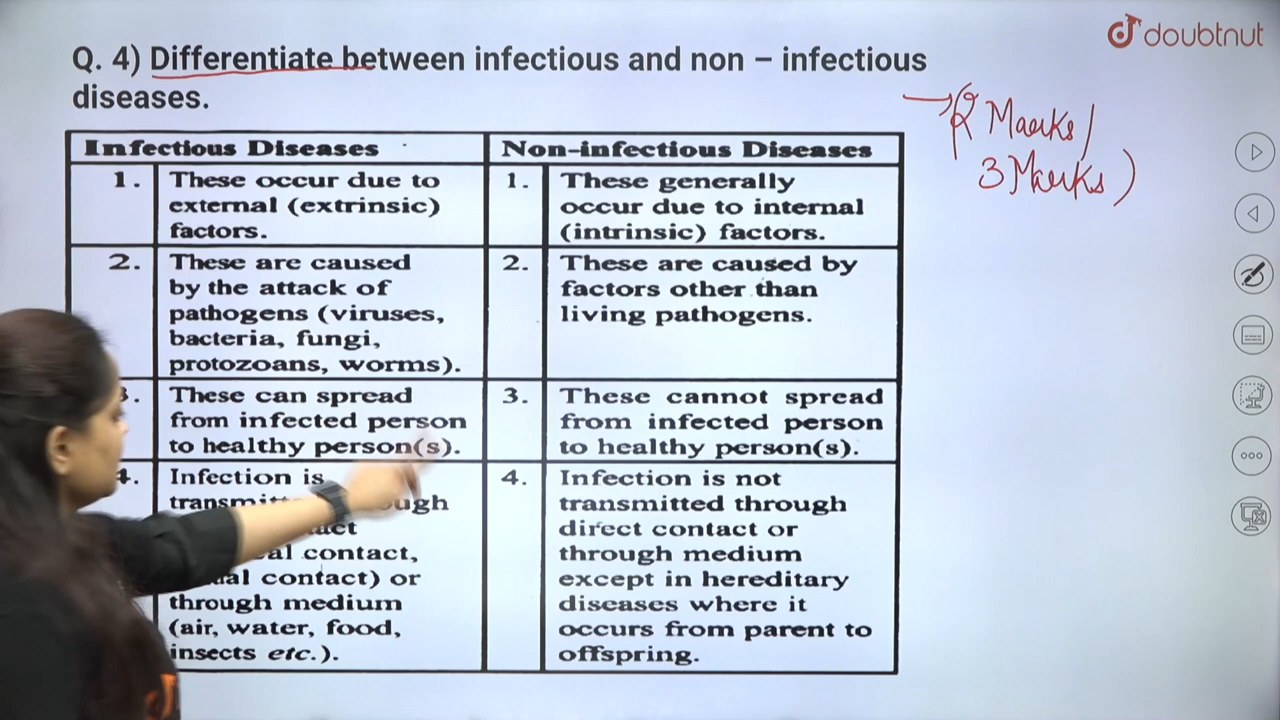 doubtnut
Q. 4) Differentiate between infectious and non – infectious
diseases.
2 Marks/
3 Marks)
Infectious Diseases
Non-infectious Diseases
1. These occur due to
external (extrinsic)
factors.
1. These generally
occur due to internal
(intrinsic) factors.
2. These are caused
by the attack of
pathogens (viruses,
bacteria, fungi,
protozoans, worms).
2. These are caused by
factors other than
living pathogens.
3. These can spread
from infected person
to healthy person(s).
3. These cannot spread
from infected person
to healthy person(s).
4. Infection is
contact,
contact) or
through medium
(air, water, food,
insects etc.).
4. Infection is not
transmitted through
direct contact or
through medium
except in hereditary
diseases where it
occurs from parent to
offspring.